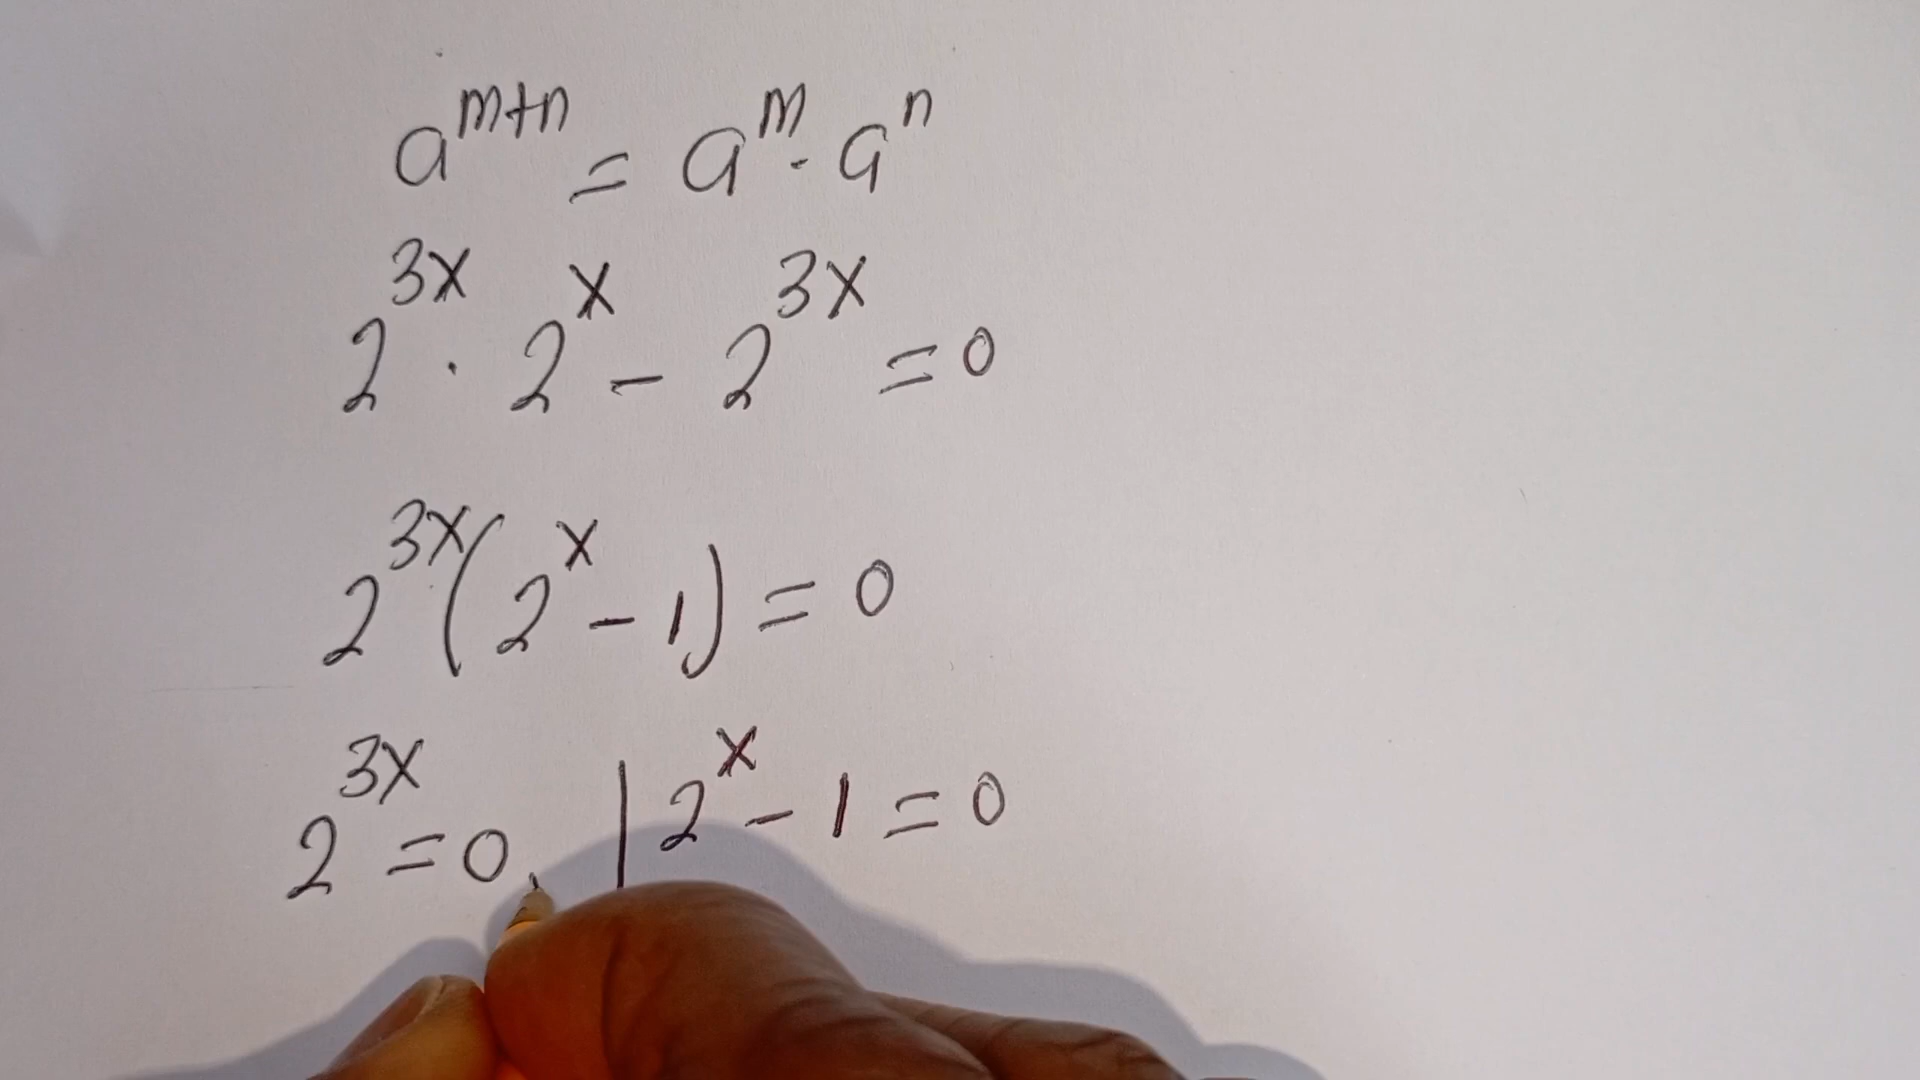 a^{m+n} = a^m · a^n
2^{3x} · 2^x - 2^{3x} = 0
2^{3x}(2^x - 1) = 0
2^{3x} = 0 | 2^x - 1 = 0